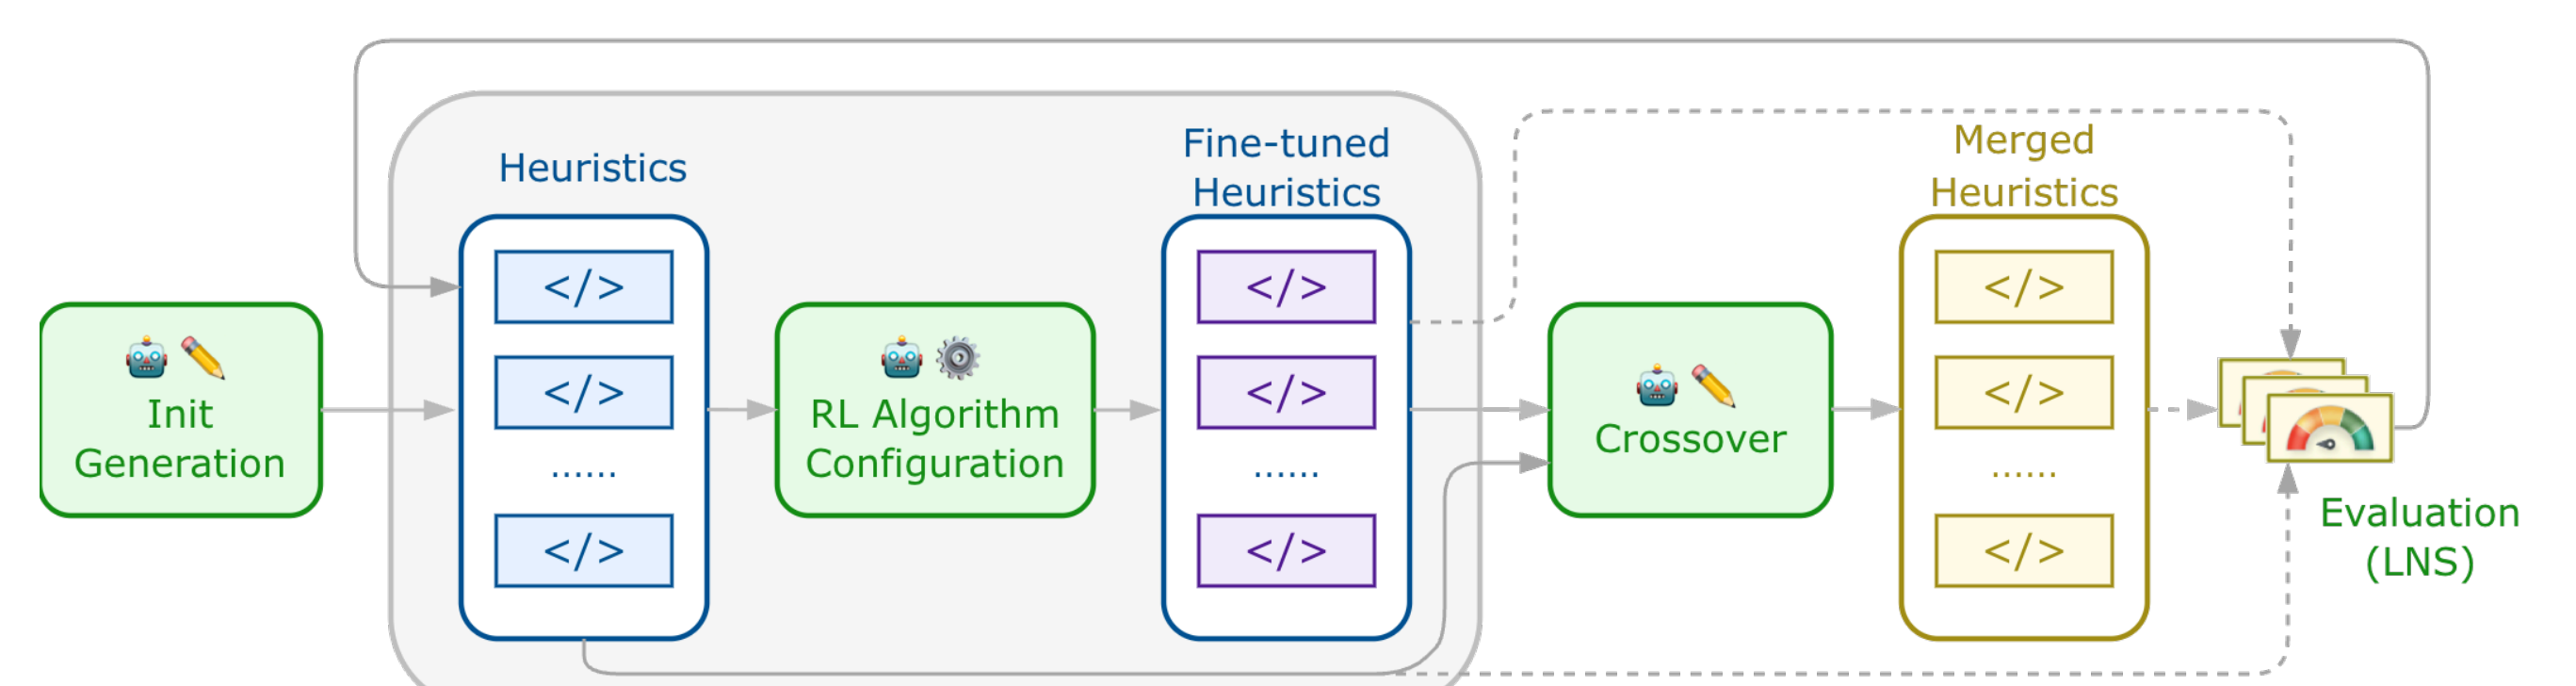 Init
Generation
Heuristics
</>
</>
......
</>
RL Algorithm
Configuration
Fine-tuned
Heuristics
</>
</>
......
</>
Crossover
Merged
Heuristics
</>
</>
......
</>
Evaluation
(LNS)